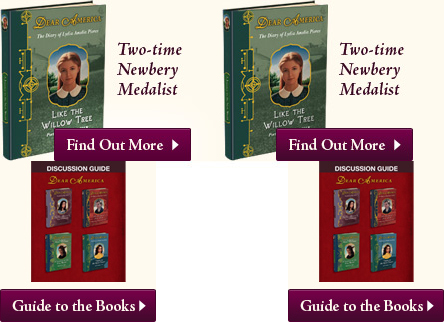 DEAR AMERICA
The Diary of Lydia Amelia Pierce
LIKE THE
WILLOW TREE
Two-time
Newbery
Medalist
Find Out More
DEAR AMERICA
The Diary of Lydia Amelia Pierce
LIKE THE
WILLOW TREE
Two-time
Newbery
Medalist
Find Out More
DISCUSSION GUIDE
DEAR AMERICA
Guide to the Books
DISCUSSION GUIDE
DEAR AMERICA
Guide to the Books